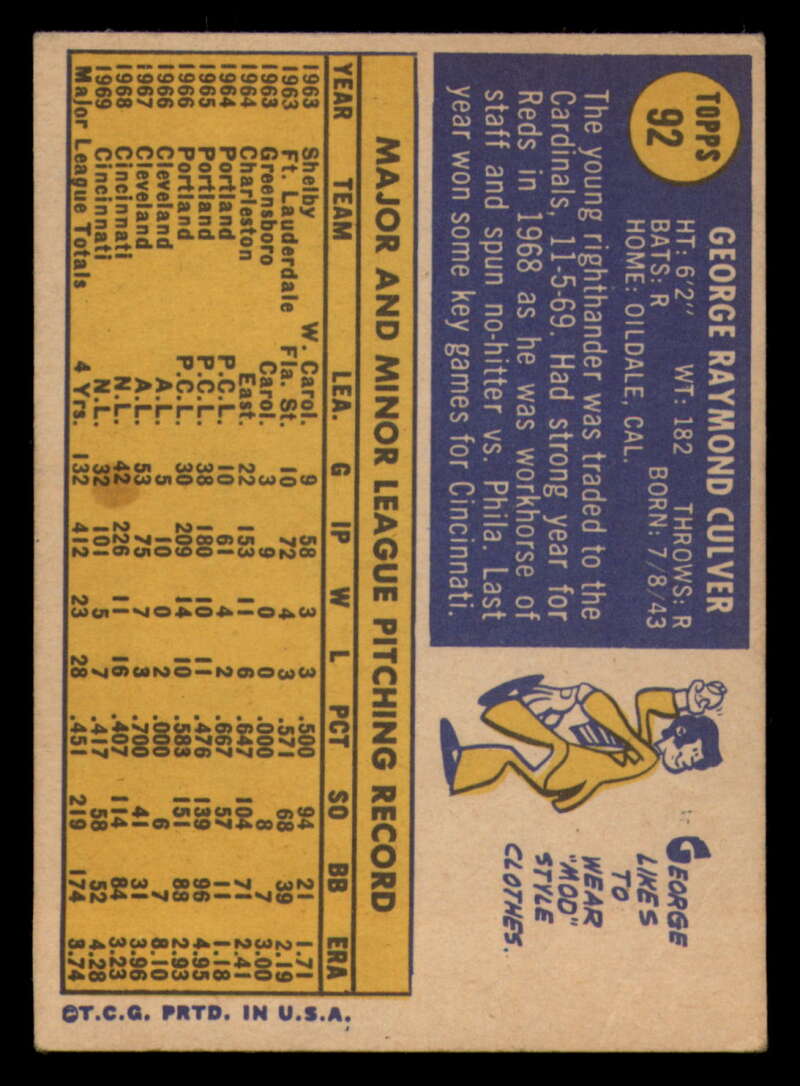 TOPPS
92
GEORGE RAYMOND CULVER
HT: 6'2" WT: 182 THROWS: R
BATS: R BORN: 7/8/43
HOME: OILDALE, CAL.
The young righthander was traded to the
Cardinals, 11-5-69. Had strong year for
Reds in 1968 as he was workhorse of
staff and spun no-hitter vs. Phila. Last
year won some key games for Cincinnati.
GEORGE
LIKES
TO
WEAR
"MOD"
STYLE
CLOTHES.
MAJOR AND MINOR LEAGUE PITCHING RECORD
YEAR TEAM LEA. G IP W L PCT SO BB ERA
1963 Shelby W. Carol. 9 58 3 3 .500 94 21 1.71
1963 Ft. Lauderdale Fla. St. 10 72 4 3 .571 68 39 2.19
1963 Greensboro Carol. 3 9 0 0 .000 8 7 3.00
1964 Charleston East. 22 153 11 6 .647 104 71 2.41
1964 Portland P.C.L. 10 61 4 2 .667 57 11 1.18
1965 Portland P.C.L. 38 180 10 11 .476 139 96 4.95
1966 Portland P.C.L. 30 209 14 10 .583 151 88 2.93
1966 Cleveland A.L. 5 10 0 2 .000 6 7 8.10
1967 Cleveland A.L. 53 75 7 3 .700 41 31 3.96
1968 Cincinnati N.L. 42 226 11 16 .407 114 84 3.23
1969 Cincinnati N.L. 32 101 5 7 .417 58 52 4.28
Major League Totals 4 Yrs. 132 412 23 28 .451 219 174 3.74
©T.C.G. PRTD. IN U.S.A.